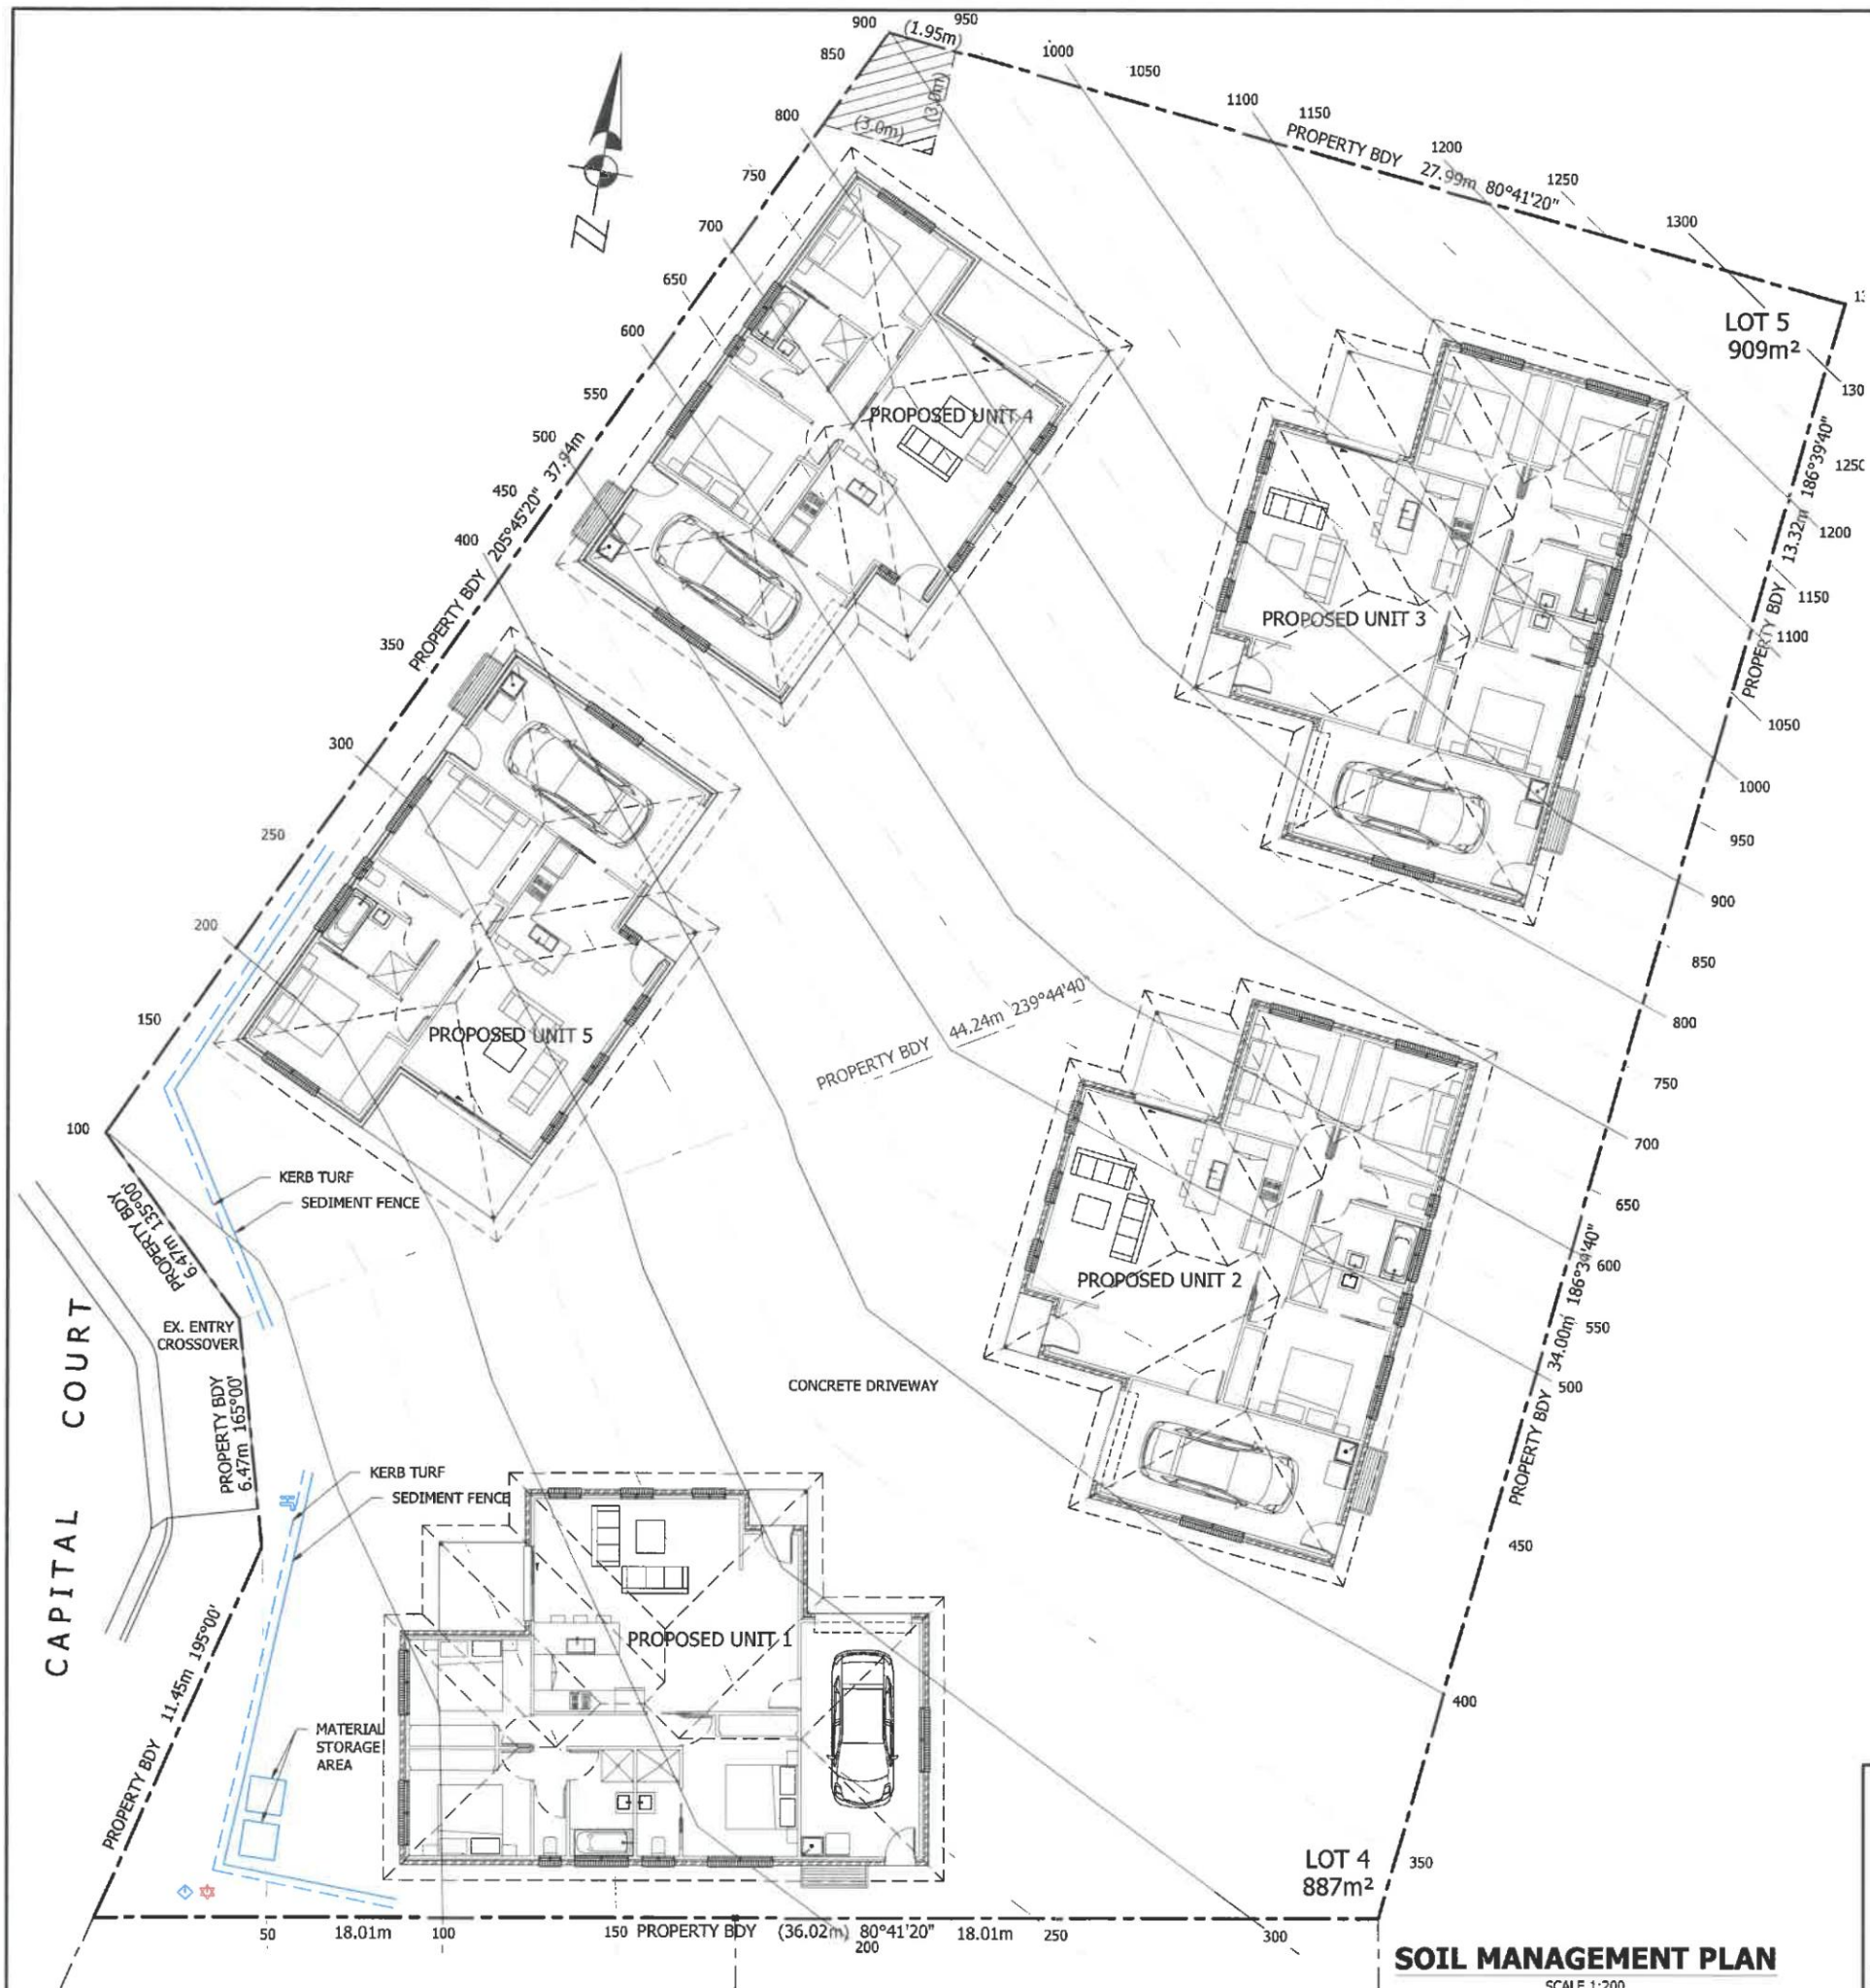 900
950
(1.95m)
850
1000
1050
(3.0m)
(3.0m)
1100
1150
800
PROPERTY BDY 27.99m 80°41'20"
1200
1250
750
1300
700
650
LOT 5
909m²
600
1300
550
PROPOSED UNIT 4
500
1250
450
PROPERTY BDY 205°45'20" 37.94m
PROPERTY BDY 13.32m 186°39'40"
400
1200
1150
PROPOSED UNIT 3
350
1100
1050
300
1000
250
950
900
200
850
150
PROPOSED UNIT 5
PROPERTY BDY 44.24m 239°44'40"
800
750
100
700
KERB TURF
SEDIMENT FENCE
650
PROPERTY BDY
6.47m 135°00'
600
PROPOSED UNIT 2
EX. ENTRY
CROSSOVER
550
CONCRETE DRIVEWAY
500
PROPERTY BDY
6.47m 165°00'
PROPERTY BDY 34.00m 186°34'40"
CAPITAL COURT
KERB TURF
SEDIMENT FENCE
450
PROPOSED UNIT 1
400
PROPERTY BDY 11.45m 195°00'
MATERIAL
STORAGE
AREA
LOT 4
887m²
350
50
18.01m
100
150
PROPERTY BDY (36.02m) 80°41'20"
200
18.01m
250
300
SOIL MANAGEMENT PLAN
SCALE 1:200